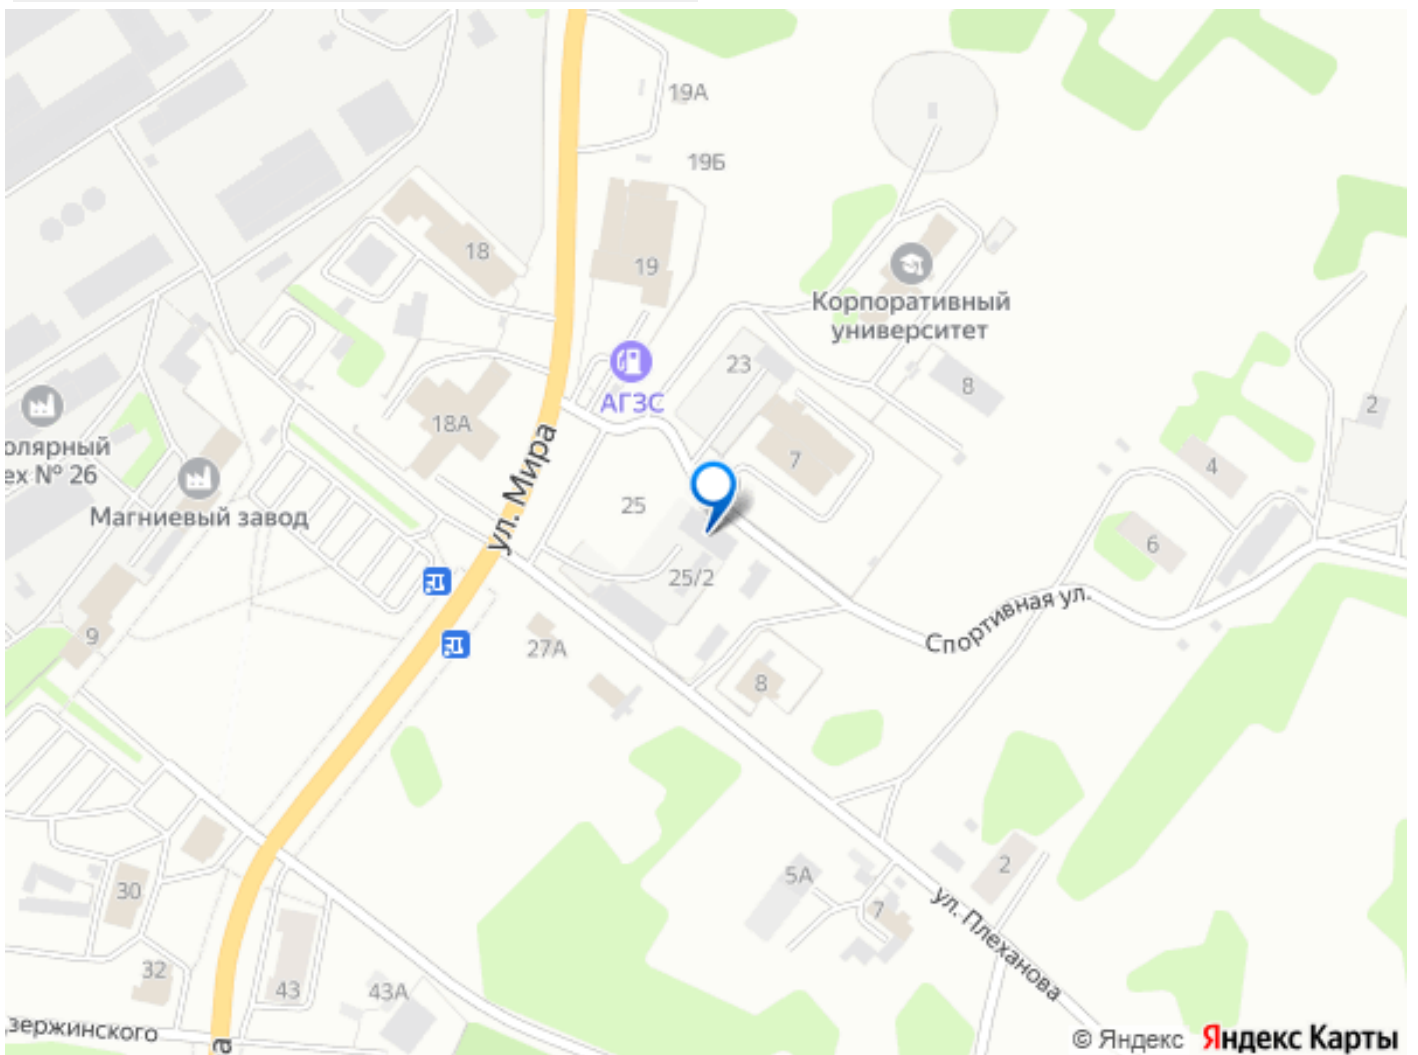 19А
19Б
18
19
Корпоративный
университет
23
АГЗС
8
2
18А
олярный
ех № 26
ул. Мира
7
4
Магниевый завод
25
6
25/2
Спортивная ул.
9
27А
8
5А
2
30
7
ул. Плеханова
32
43
43А
зержинского
а
© Яндекс Яндекс Карты